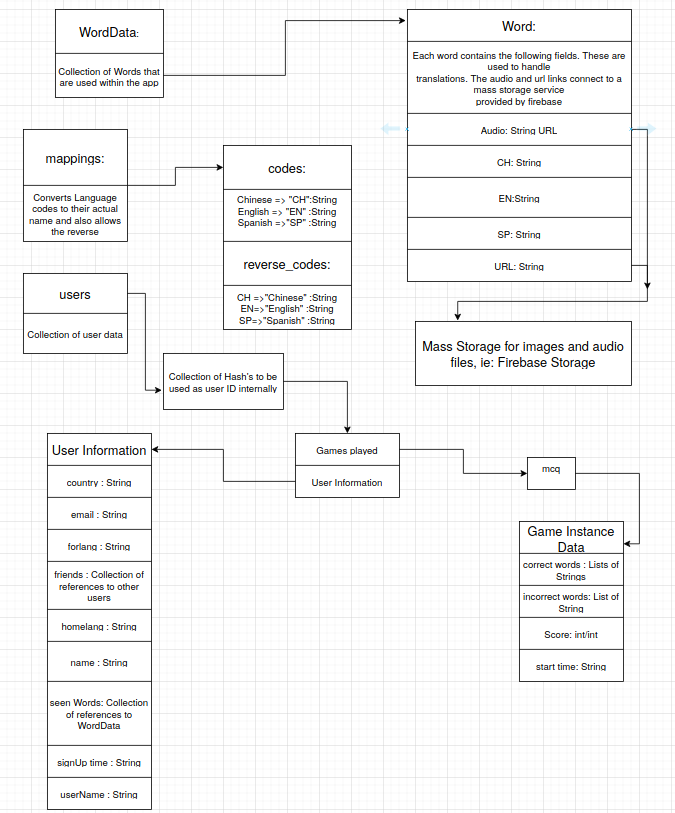 WordData:
Collection of Words that
are used within the app
Word:
Each word contains the following fields. These are
used to handle
translations. The audio and url links connect to a
mass storage service
provided by firebase
Audio: String URL
CH: String
EN:String
SP: String
URL: String
mappings:
Converts Language
codes to their actual
name and also allows
the reverse
codes:
Chinese => "CH":String
English => "EN" :String
Spanish =>"SP" :String
reverse_codes:
CH =>"Chinese" :String
EN=>"English" :String
SP=>"Spanish" :String
users
Collection of user data
Mass Storage for images and audio
files, ie: Firebase Storage
Collection of Hash's to be
used as user ID internally
Games played
User Information
mcq
User Information
country : String
email : String
forlang : String
friends : Collection of
references to other
users
homelang : String
name : String
seen Words: Collection
of references to
WordData
signUp time : String
userName : String
Game Instance
Data
correct words : Lists of
Strings
incorrect words: List of
String
Score: int/int
start time: String